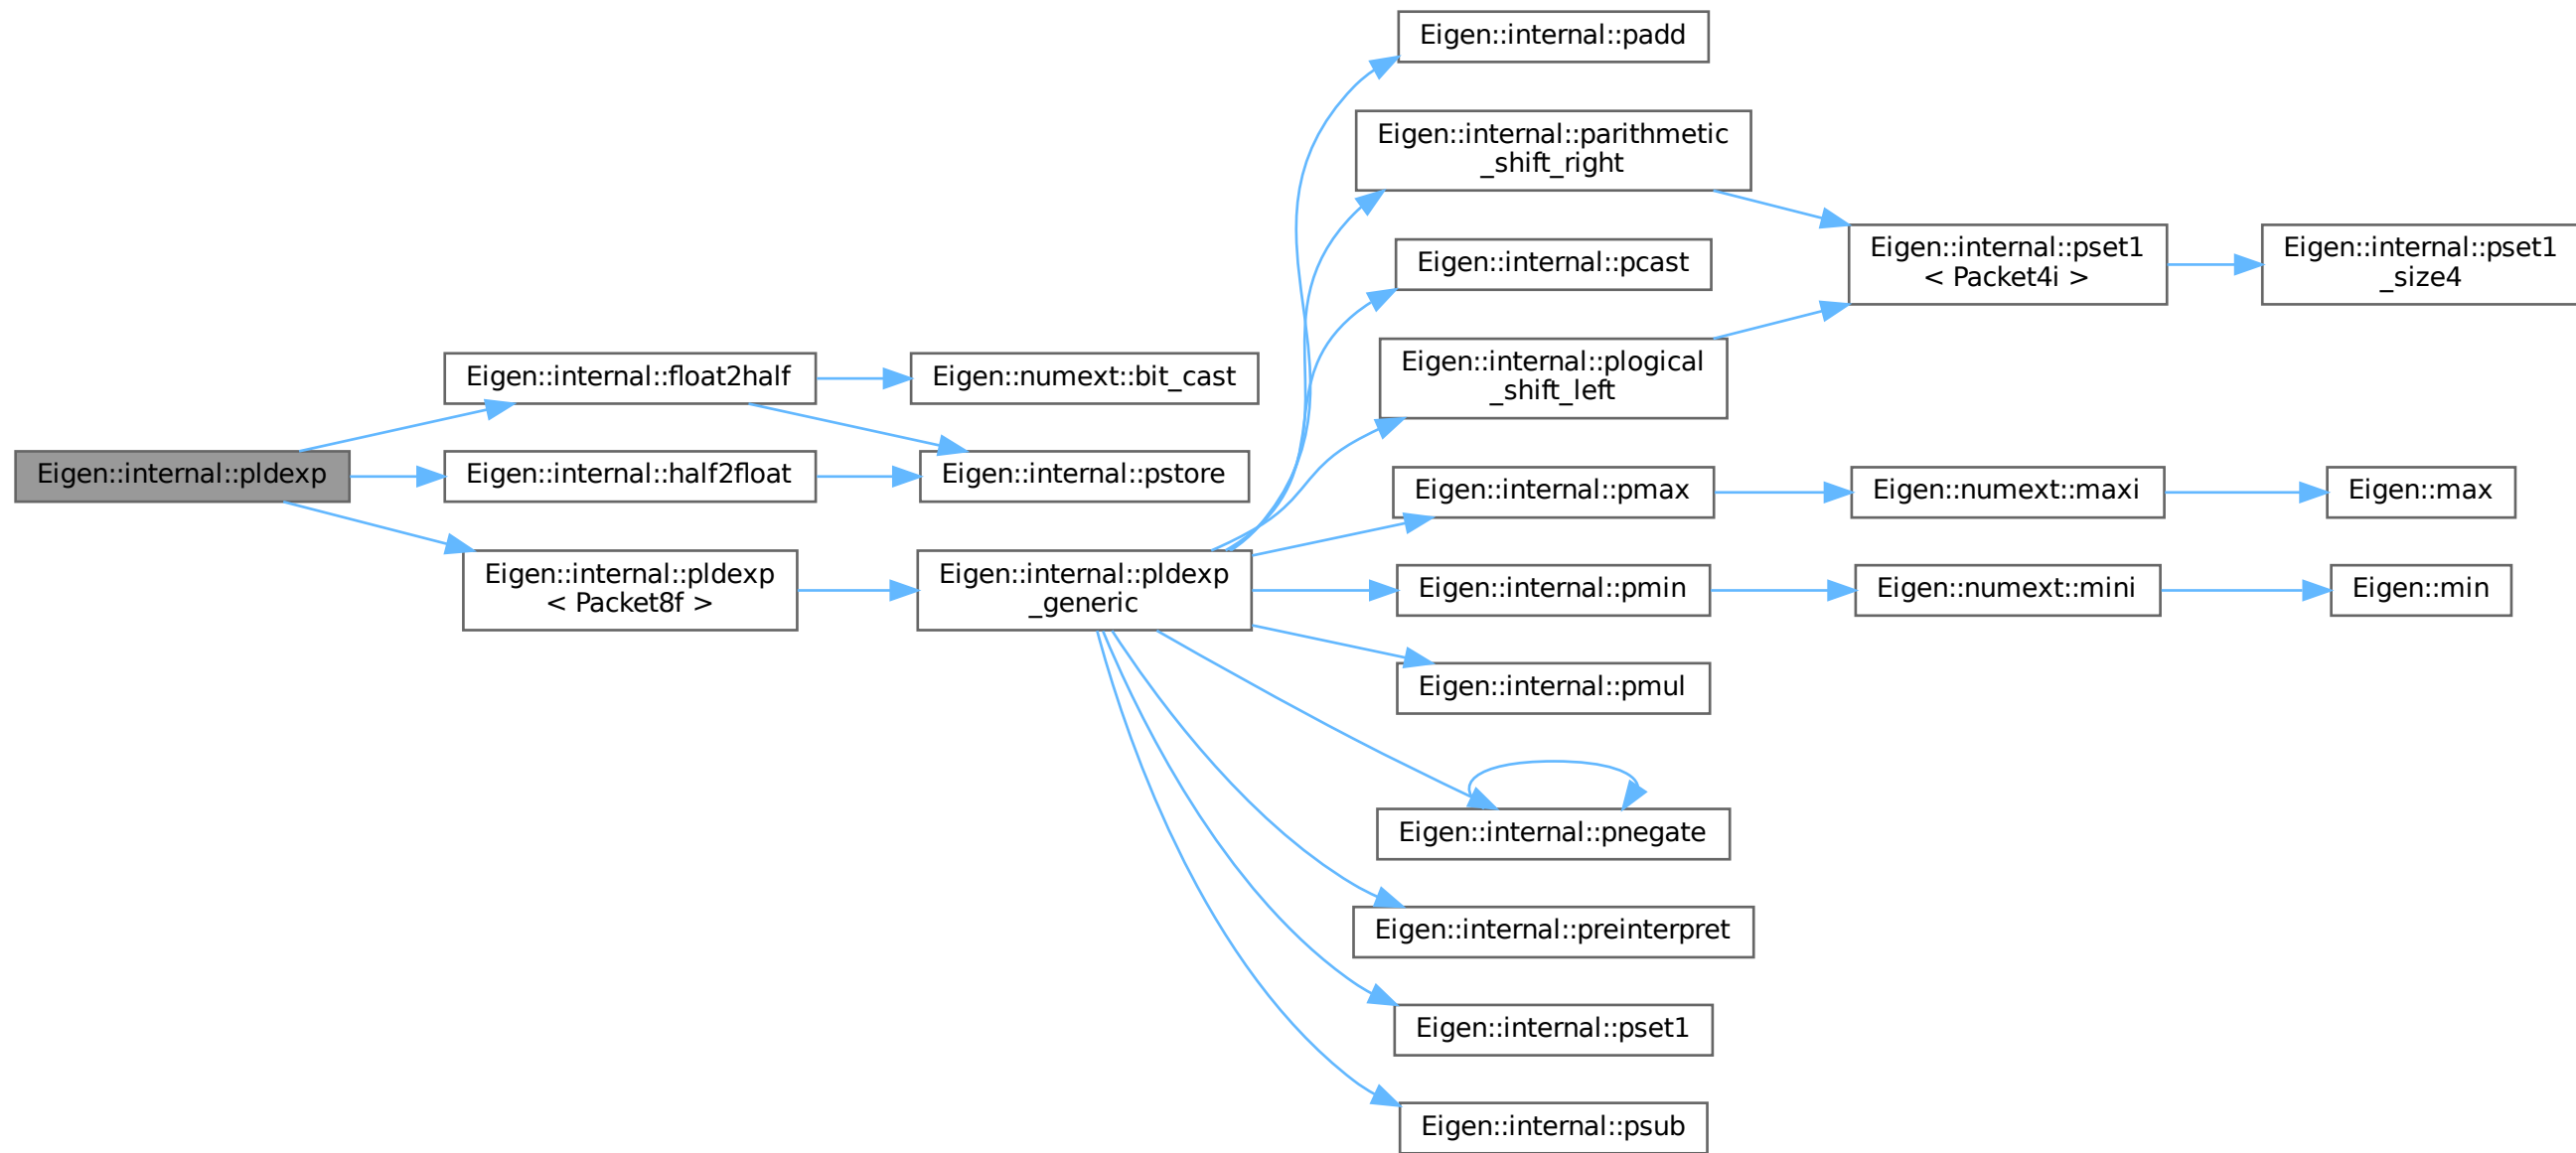 Eigen::internal::pldexp
Eigen::internal::float2half
Eigen::internal::half2float
Eigen::internal::pldexp
< Packet8f >
Eigen::numext::bit_cast
Eigen::internal::pstore
Eigen::internal::pldexp
_generic
Eigen::internal::padd
Eigen::internal::parithmetic
_shift_right
Eigen::internal::pcast
Eigen::internal::plogical
_shift_left
Eigen::internal::pmax
Eigen::internal::pmin
Eigen::internal::pmul
Eigen::internal::pnegate
Eigen::internal::preinterpret
Eigen::internal::pset1
Eigen::internal::psub
Eigen::internal::pset1
< Packet4i >
Eigen::numext::maxi
Eigen::numext::mini
Eigen::internal::pset1
_size4
Eigen::max
Eigen::min